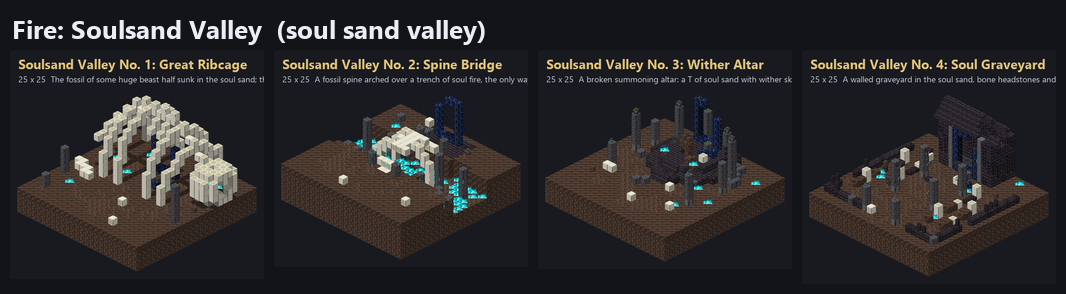 Fire: Soulsand Valley (soul sand valley)
Soulsand Valley No. 1: Great Ribcage
25 x 25 The fossil of some huge beast half sunk in the soul sand;
Soulsand Valley No. 2: Spine Bridge
25 x 25 A fossil spine arched over a trench of soul fire, the only
Soulsand Valley No. 3: Wither Altar
25 x 25 A broken summoning altar: a T of soul sand with wither
Soulsand Valley No. 4: Soul Graveyard
25 x 25 A walled graveyard in the soul sand, bone headstones and